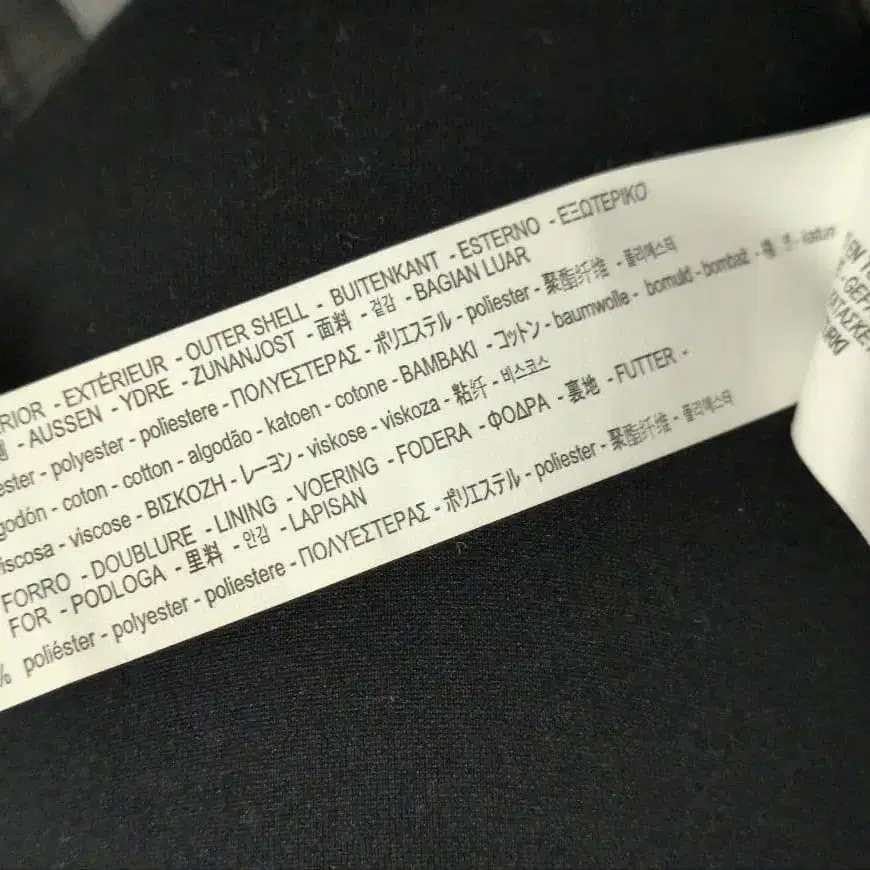 RIOR - EXTÉRIEUR - OUTER SHELL - BUITENKANT - ESTERNO - ΕΞΩΤΕΡΙΚΌ
- AUSSEN - YDRE - ZUNANJOST - 面料 - 겉감 - BAGIAN LUAR
ester - polyester - poliestere - ΠΟΛΥΕΣΤΕΡΑΣ - ポリエステル - poliester - 聚酯纤维 - 폴리에스터
godón - coton - cotton - algodão - katoen - cotone - BAMBAKI - コットン - baumwolle - bomuld - bombaž - 棉 - 면 - kattun
iscosa - viscose - ΒΙΣΚΟΖΗ - レーヨン - viskose - viskoza - 粘纤 - 비스코스
FORRO - DOUBLURE - LINING - VOERING - FODERA - ΦΟΔΡΑ - 裏地 - FUTTER -
FOR - PODLOGA - 里料 - 안감 - LAPISAN
% poliéster - polyester - poliestere - ΠΟΛΥΕΣΤΕΡΑΣ - ポリエステル - poliester - 聚酯纤维 - 폴리에스터